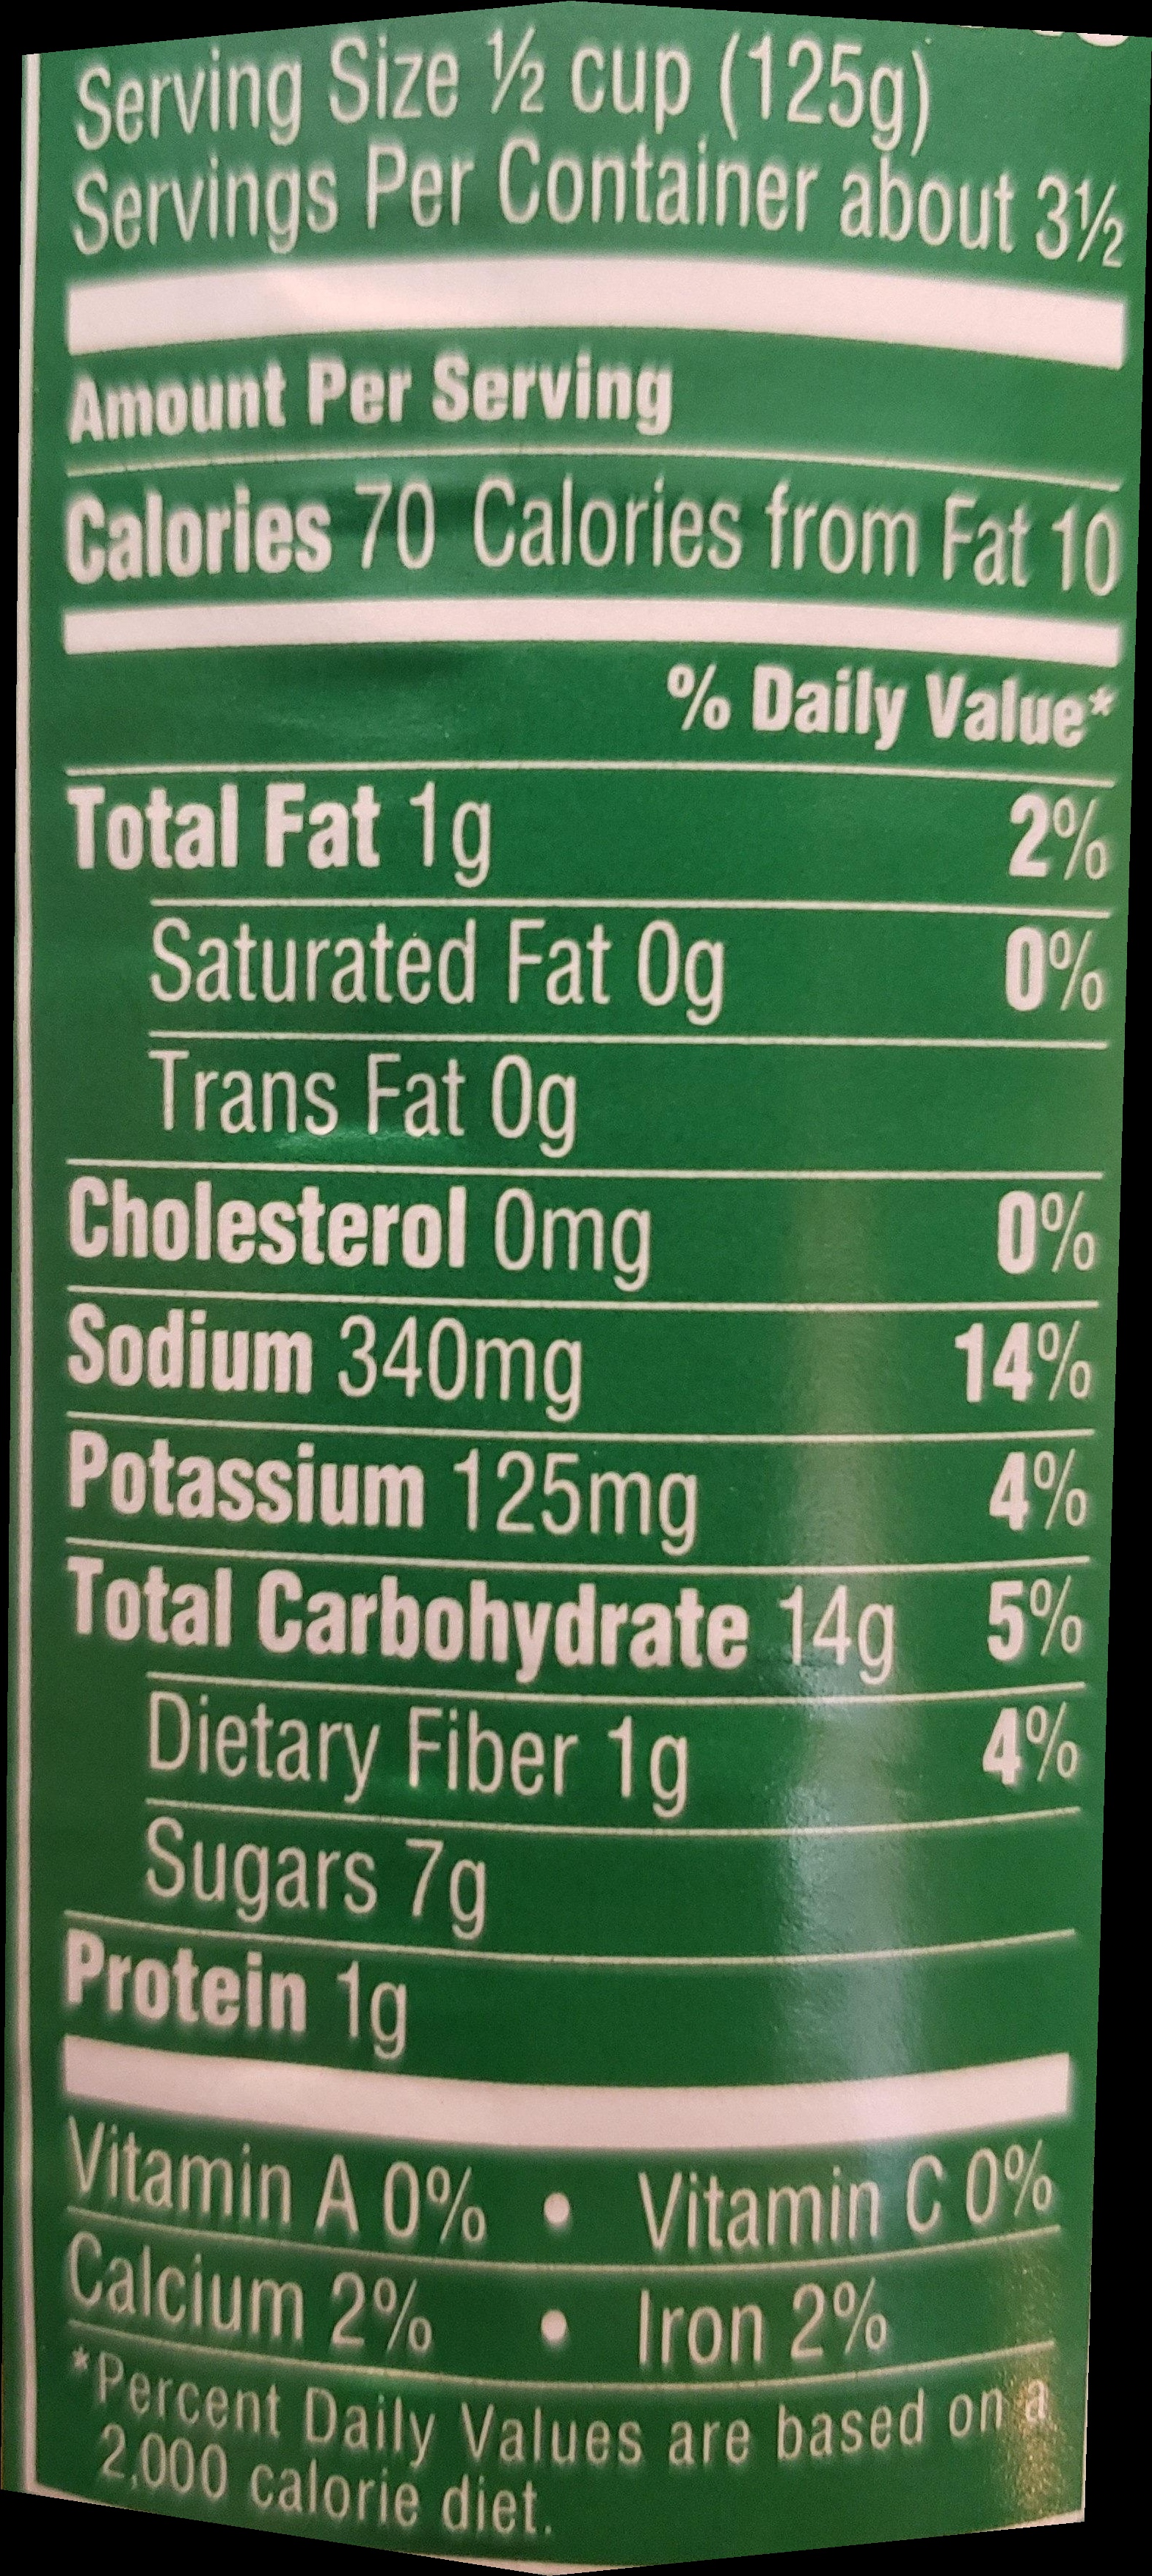 Serving Size ½ cup (125g)
Servings Per Container about 3½
Amount Per Serving
Calories 70 Calories from Fat 10
% Daily Value*
Total Fat 1g 2%
Saturated Fat 0g 0%
Trans Fat 0g
Cholesterol 0mg 0%
Sodium 340mg 14%
Potassium 125mg 4%
Total Carbohydrate 14g 5%
Dietary Fiber 1g 4%
Sugars 7g
Protein 1g
Vitamin A 0% • Vitamin C 0%
Calcium 2% • Iron 2%
*Percent Daily Values are based on a
2,000 calorie diet.